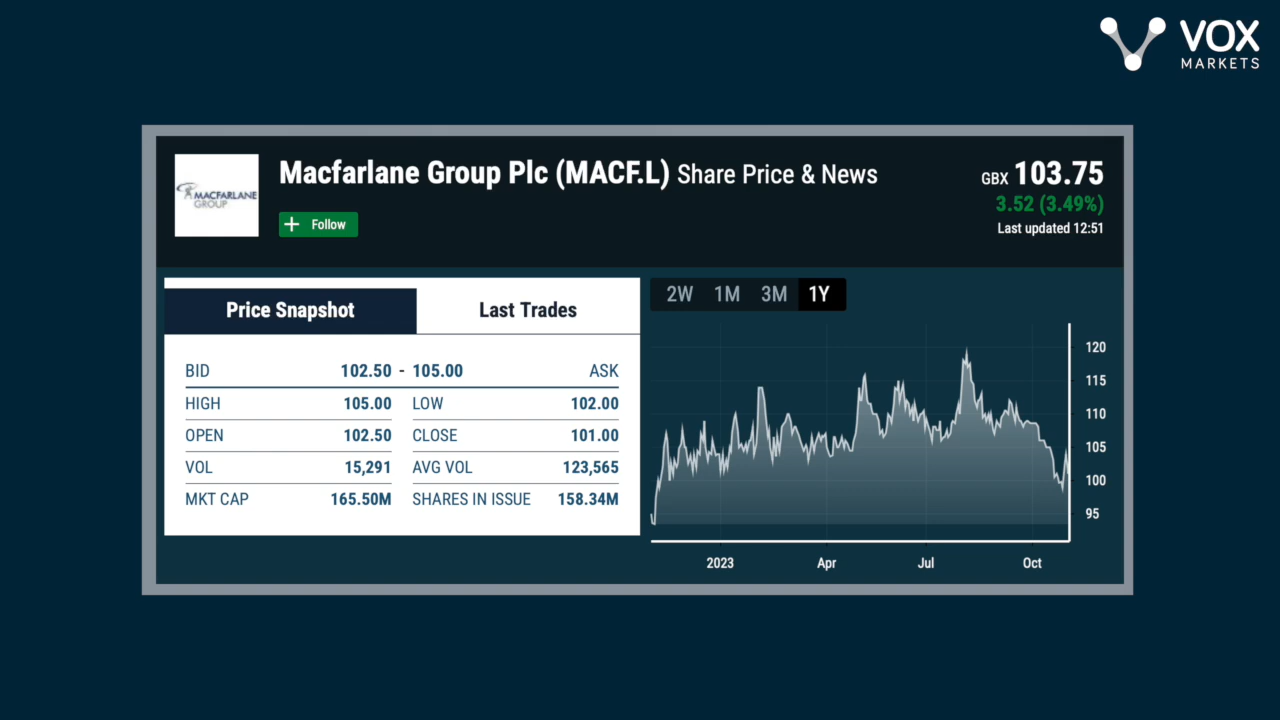 VOX
MARKETS
MACFARLANE
GROUP
Macfarlane Group Plc (MACF.L) Share Price & News
+ Follow
GBX 103.75
3.52 (3.49%)
Last updated 12:51
Price Snapshot Last Trades
BID 102.50 - 105.00 ASK
HIGH 105.00 LOW 102.00
OPEN 102.50 CLOSE 101.00
VOL 15,291 AVG VOL 123,565
MKT CAP 165.50M SHARES IN ISSUE 158.34M
2W 1M 3M 1Y
120
115
110
105
100
95
2023 Apr Jul Oct